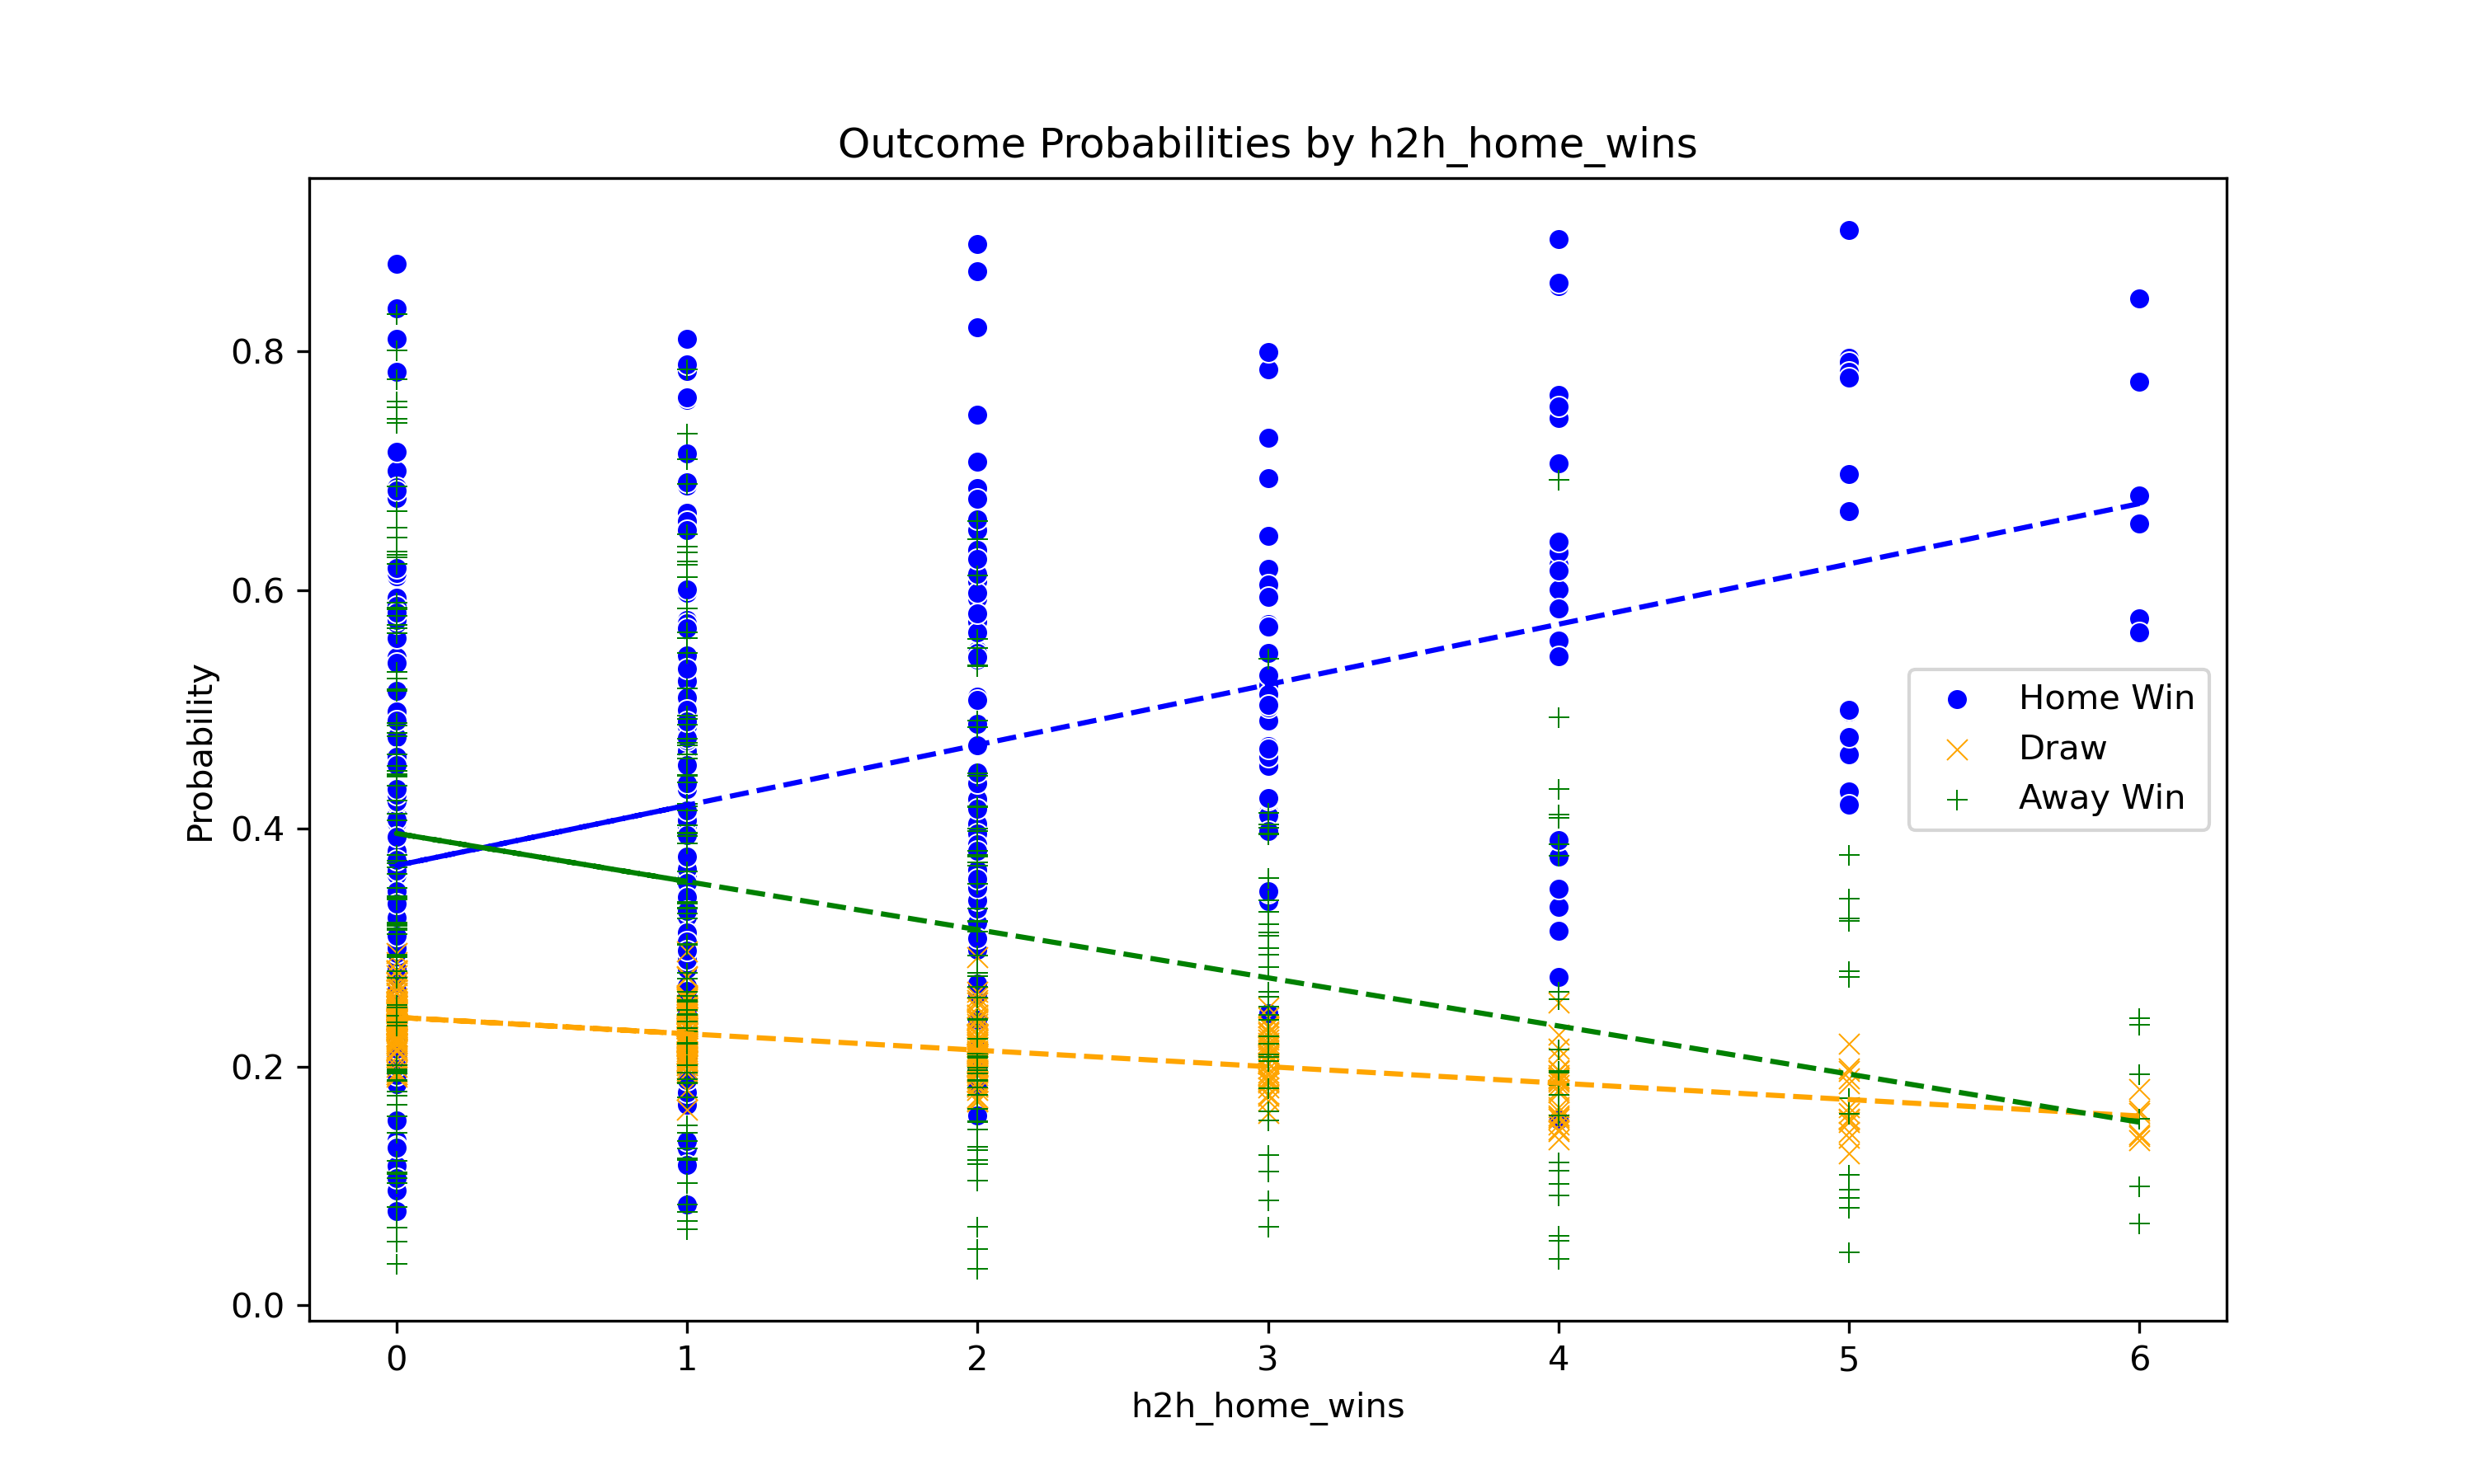 Outcome Probabilities by h2h_home_wins
Probability
0.8
0.6
0.4
0.2
0.0
Home Win
Draw
Away Win
0 1 2 3 4 5 6
h2h_home_wins